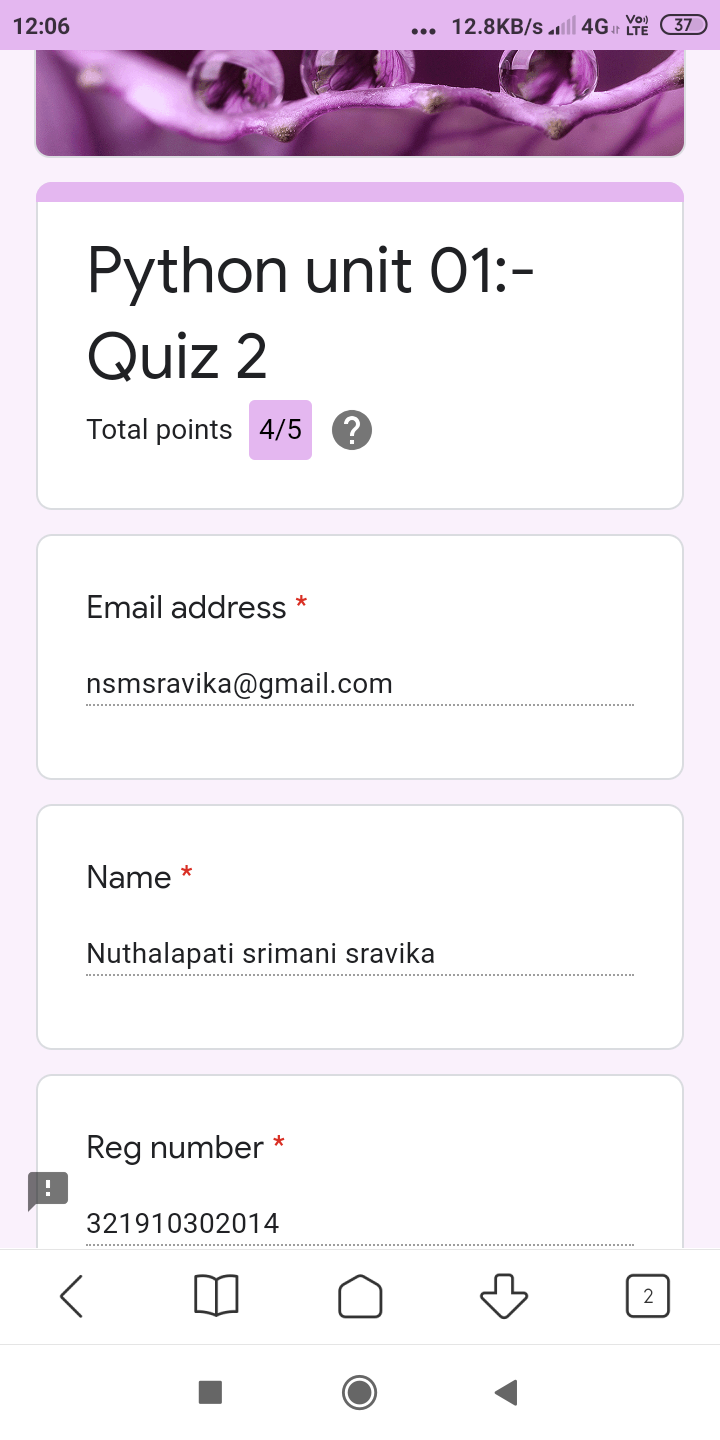 12:06 ... 12.8KB/s 4G Vo) LTE 37
Python unit 01:-
Quiz 2
Total points 4/5 ?
Email address *
nsmsravika@gmail.com
Name *
Nuthalapati srimani sravika
Reg number *
!
321910302014
2